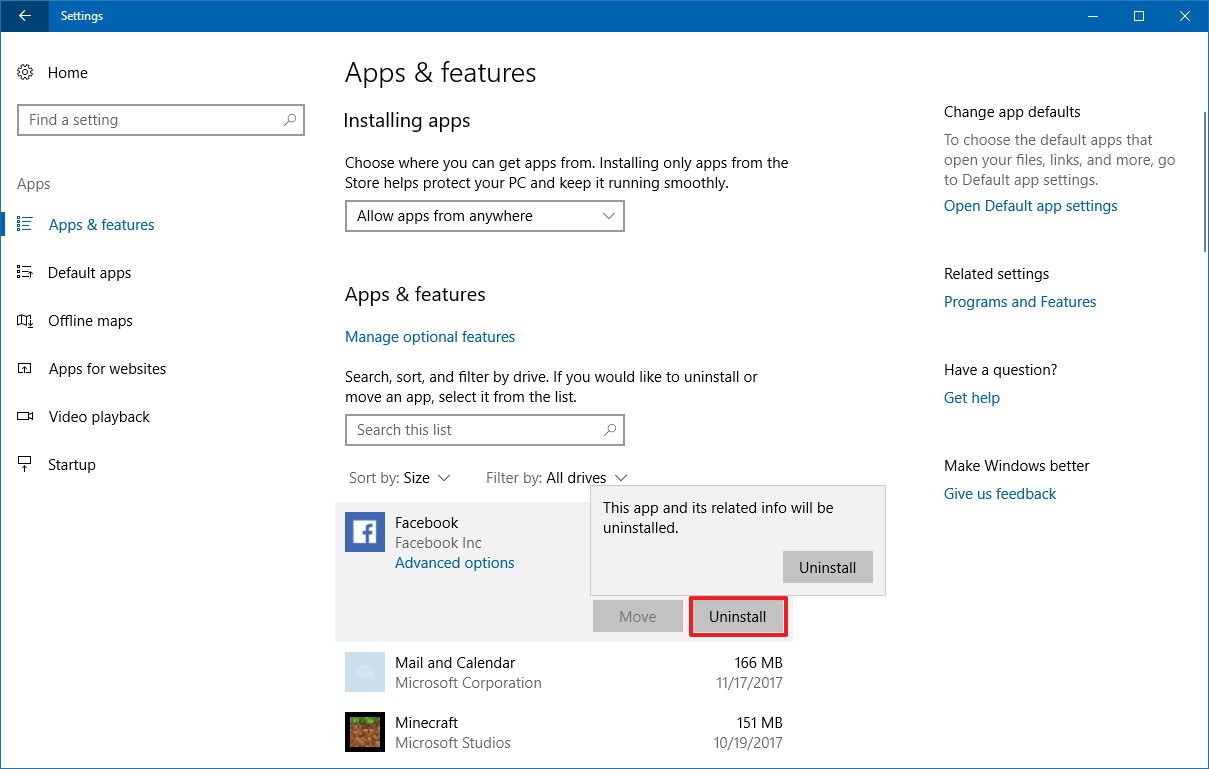 Settings
Home
Find a setting
Apps
Apps & features
Default apps
Offline maps
Apps for websites
Video playback
Startup
Apps & features
Installing apps
Choose where you can get apps from. Installing only apps from the
Store helps protect your PC and keep it running smoothly.
Allow apps from anywhere
Apps & features
Manage optional features
Search, sort, and filter by drive. If you would like to uninstall or
move an app, select it from the list.
Search this list
Sort by: Size Filter by: All drives
Facebook
Facebook Inc
Advanced options
This app and its related info will be
uninstalled.
Uninstall
Move Uninstall
Mail and Calendar 166 MB
Microsoft Corporation 11/17/2017
Minecraft 151 MB
Microsoft Studios 10/19/2017
Change app defaults
To choose the default apps that
open your files, links, and more, go
to Default app settings.
Open Default app settings
Related settings
Programs and Features
Have a question?
Get help
Make Windows better
Give us feedback